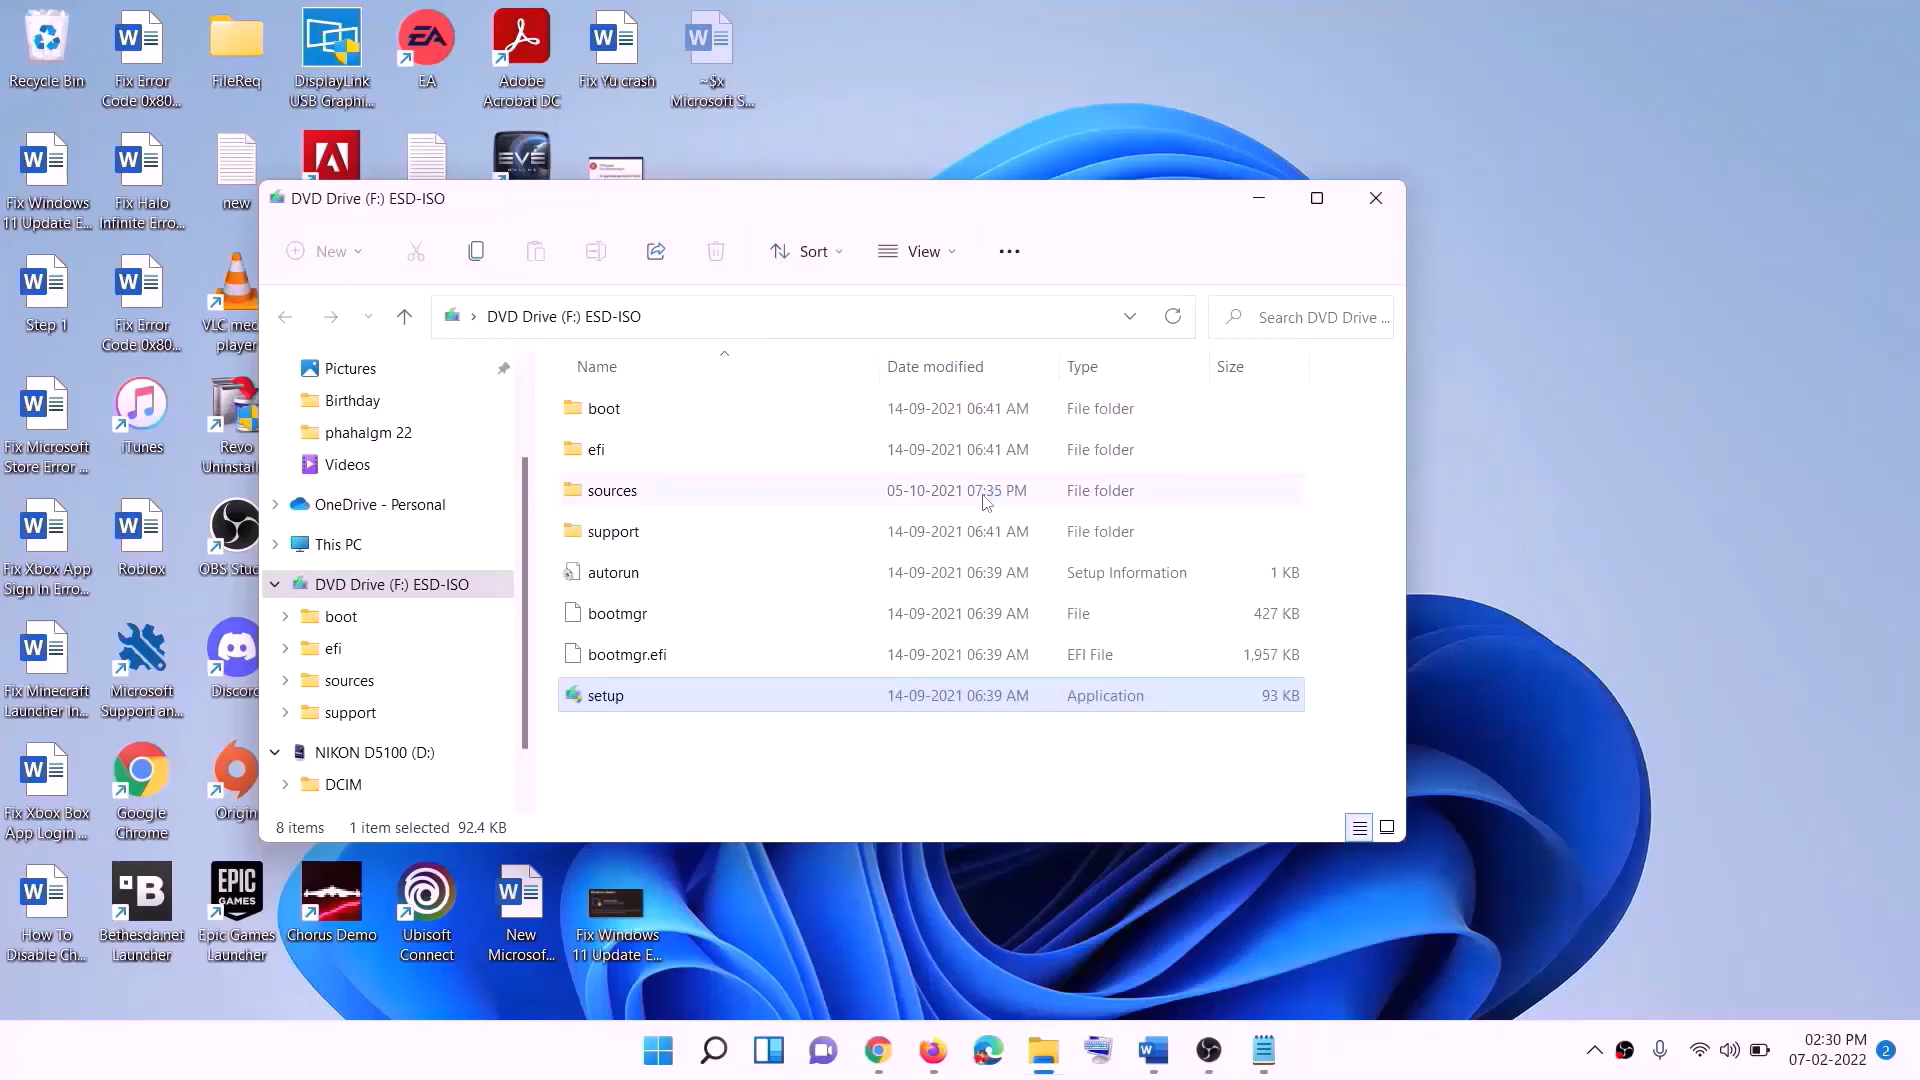 Recycle Bin
Fix Error
Code 0x80...
FileReq
DisplayLink
USB Graphi...
EA
EA
Adobe
Acrobat DC
Fix Yu crash
~$x
Microsoft S...
Fix Windows
11 Update E...
Fix Halo
Infinite Erro...
new
EVE
Step 1
Fix Error
Code 0x80...
VLC med
player
Fix Microsoft
Store Error ...
iTunes
Revo
Uninstal
Fix Xbox App
Sign In Erro...
Roblox
OBS Stud
Fix Minecraft
Launcher In...
Microsoft
Support an...
Discord
Fix Xbox Box
App Login ...
Google
Chrome
Origin
How To
Disable Ch...
Bethesda.net
Launcher
EPIC
GAMES
Epic Games
Launcher
Chorus Demo
Ubisoft
Connect
New
Microsof...
Fix Windows
11 Update E...
DVD Drive (F:) ESD-ISO
New
Sort
View
DVD Drive (F:) ESD-ISO
Search DVD Drive ...
Pictures
Birthday
phahalgm 22
Videos
OneDrive - Personal
This PC
DVD Drive (F:) ESD-ISO
boot
efi
sources
support
NIKON D5100 (D:)
DCIM
Name Date modified Type Size
boot 14-09-2021 06:41 AM File folder
efi 14-09-2021 06:41 AM File folder
sources 05-10-2021 07:35 PM File folder
support 14-09-2021 06:41 AM File folder
autorun 14-09-2021 06:39 AM Setup Information 1 KB
bootmgr 14-09-2021 06:39 AM File 427 KB
bootmgr.efi 14-09-2021 06:39 AM EFI File 1,957 KB
setup 14-09-2021 06:39 AM Application 93 KB
8 items 1 item selected 92.4 KB
02:30 PM
07-02-2022
2